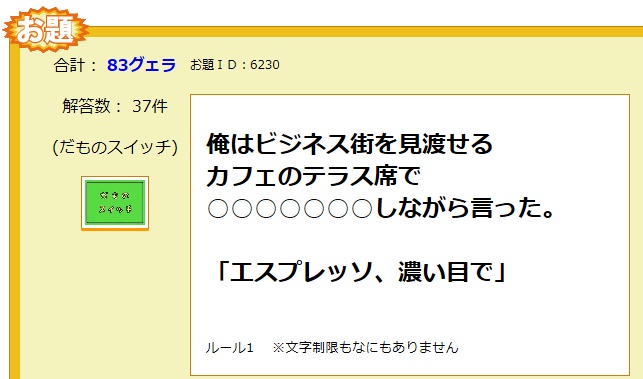 お題
合計： 83グェラ
お題ＩＤ：6230
解答数： 37件
(だものスイッチ)
俺はビジネス街を見渡せる
カフェのテラス席で
○○○○○○○しながら言った。
「エスプレッソ、濃い目で」
ルール1　※文字制限もなにもありません